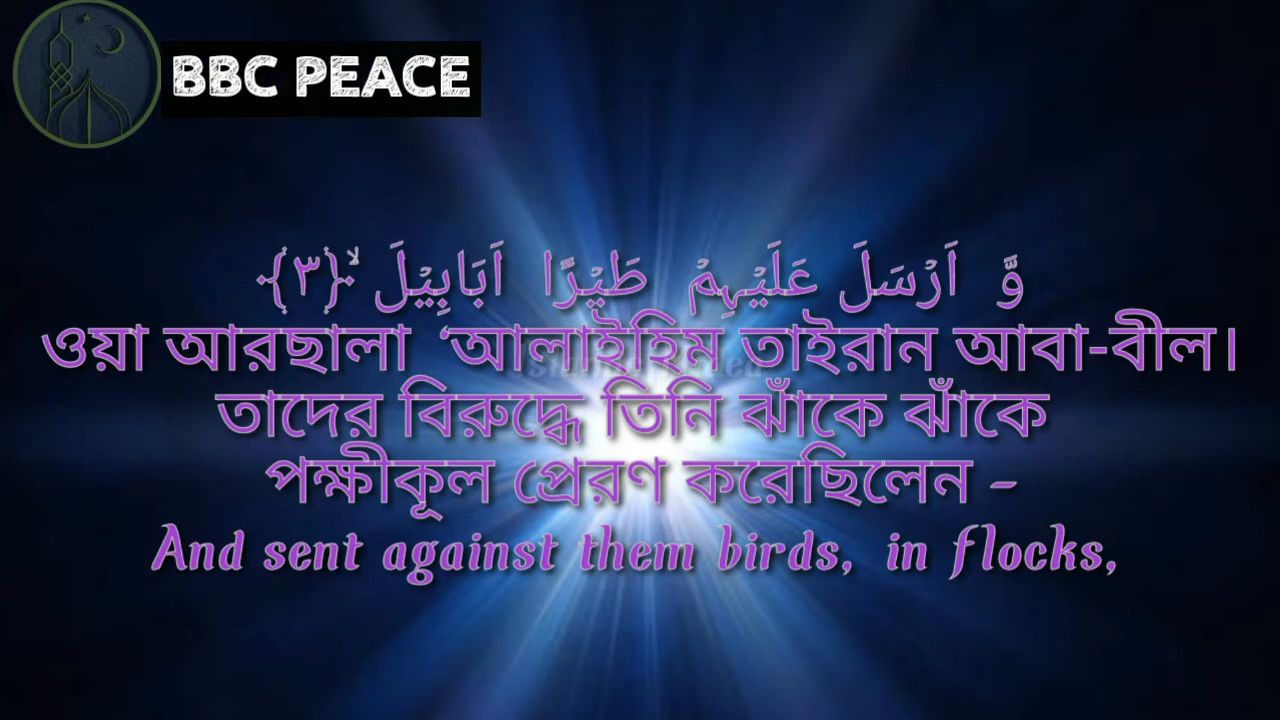 BBC PEACE
وَّ اَرۡسَلَ عَلَیۡہِمۡ طَیۡرًا اَبَابِیۡلَ ۙ﴿۳﴾
ওয়া আরছালা ‘আলাইহিম তাইরান আবা-বীল।
তাদের বিরুদ্ধে তিনি ঝাঁকে ঝাঁকে
পক্ষীকূল প্রেরণ করেছিলেন –
And sent against them birds, in flocks,